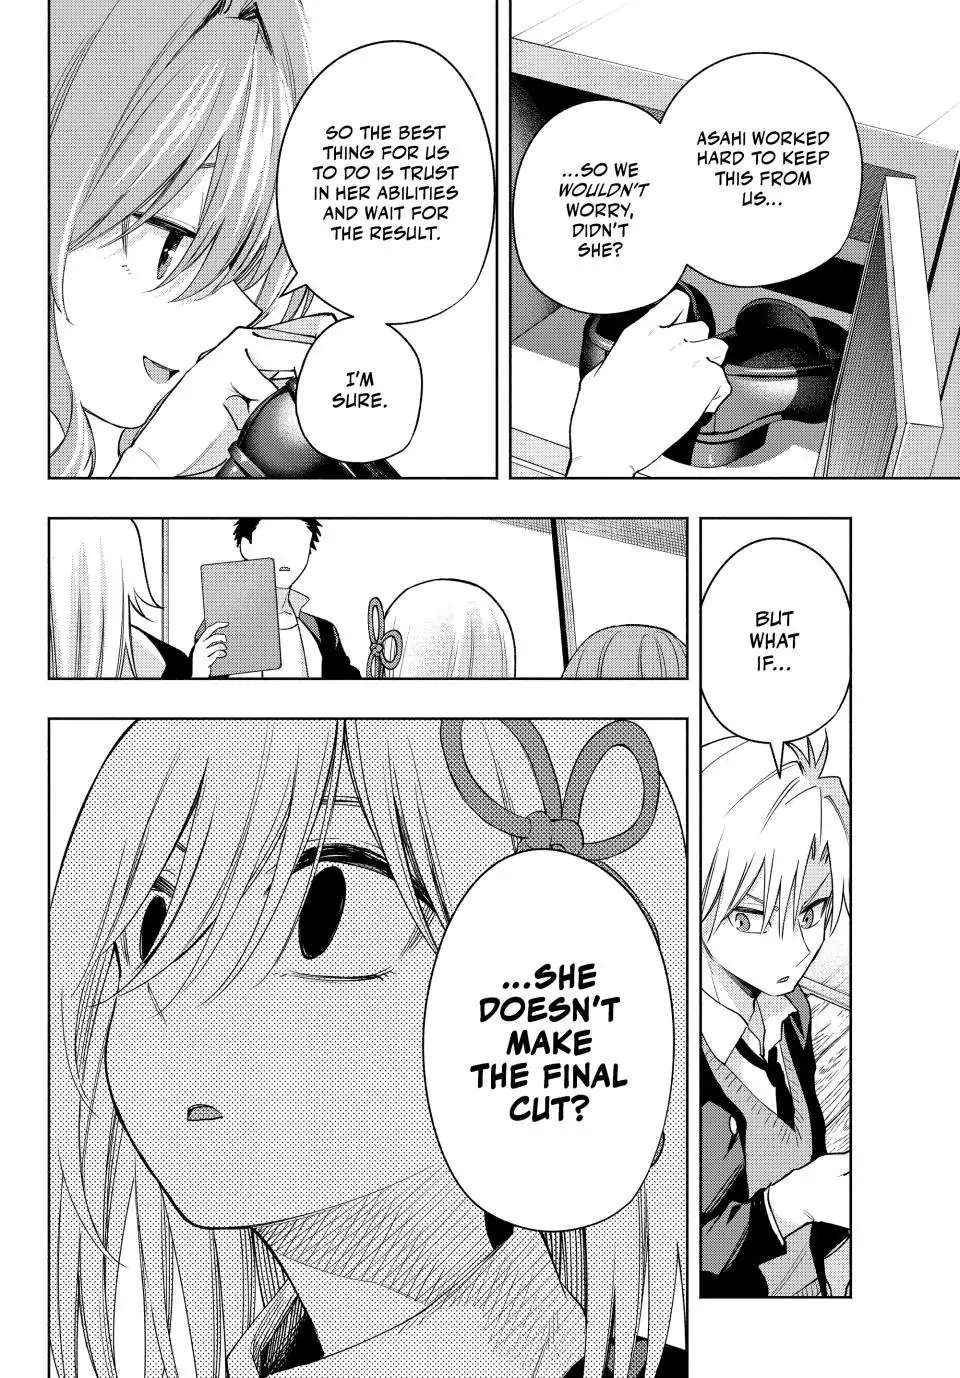 ASAHI WORKED
HARD TO KEEP
THIS FROM
US...
...SO WE
WOULDN'T
WORRY,
DIDN'T
SHE?
SO THE BEST
THING FOR US
TO DO IS TRUST
IN HER ABILITIES
AND WAIT FOR
THE RESULT.
I'M
SURE.
BUT
WHAT
IF...
...SHE
DOESN'T
MAKE
THE FINAL
CUT?